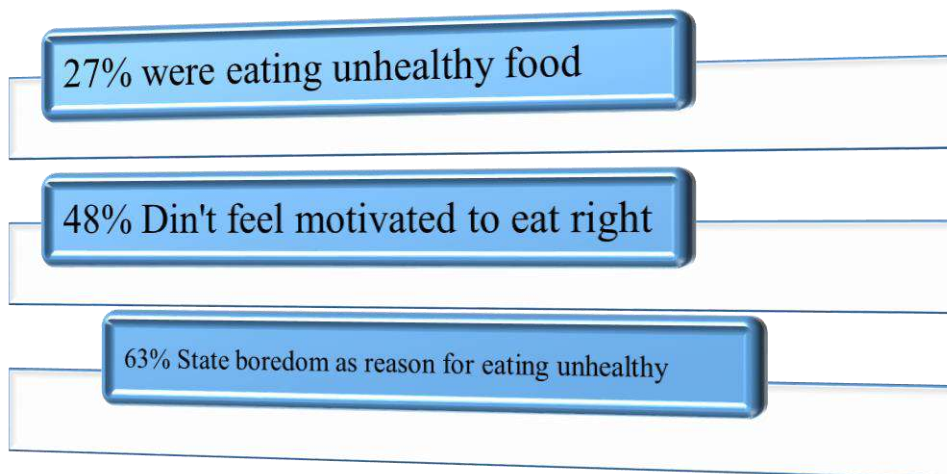 27% were eating unhealthy food
48% Din't feel motivated to eat right
63% State boredom as reason for eating unhealthy